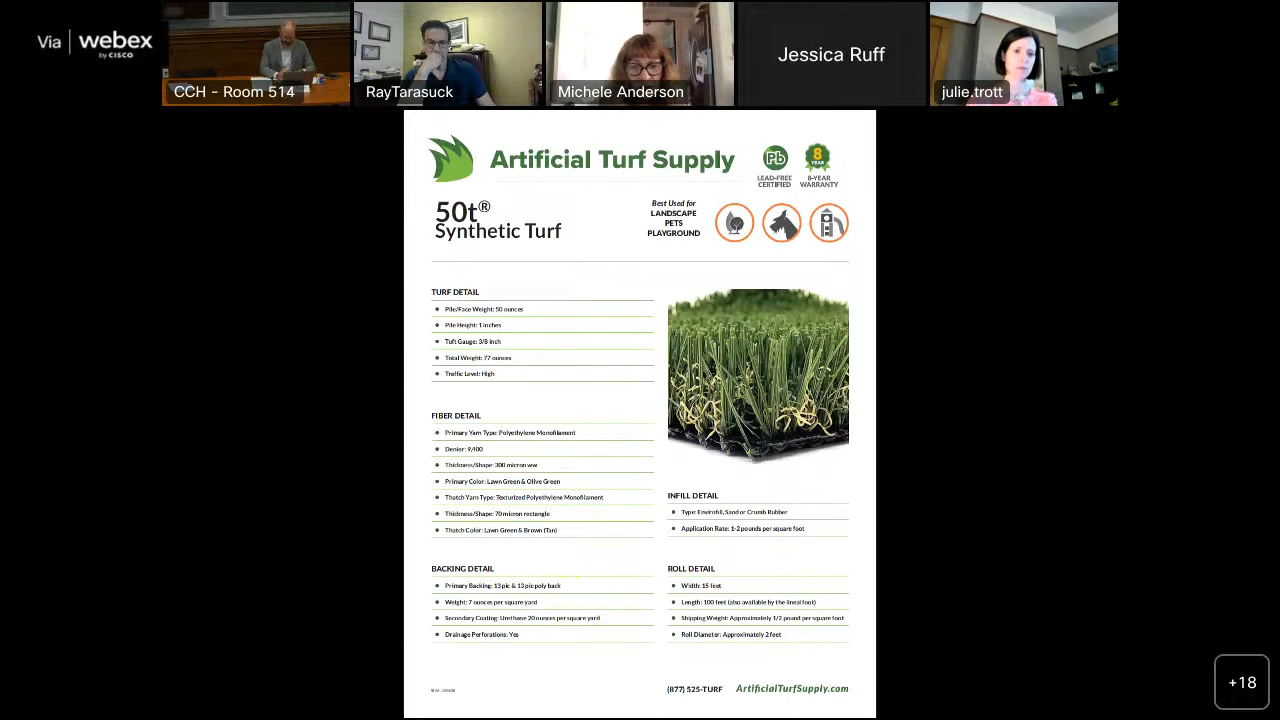 Via | webex
by CISCO
CCH - Room 514
RayTarasuck
Michele Anderson
Jessica Ruff
julie.trott
Artificial Turf Supply
Pb
LEAD-FREE
CERTIFIED
8
YEAR
8-YEAR
WARRANTY
50t®
Synthetic Turf
Best Used for
LANDSCAPE
PETS
PLAYGROUND
TURF DETAIL
Pile/Face Weight: 50 ounces
Pile Height: 1 inches
Tuft Gauge: 3/8 inch
Total Weight: 77 ounces
Traffic Level: High
FIBER DETAIL
Primary Yarn Type: Polyethylene Monofilament
Denier: 9,400
Thickness/Shape: 300 micron ww
Primary Color: Lawn Green & Olive Green
Thatch Yarn Type: Texturized Polyethylene Monofilament
Thickness/Shape: 70 micron rectangle
Thatch Color: Lawn Green & Brown (Tan)
INFILL DETAIL
Type: Envirofill, Sand or Crumb Rubber
Application Rate: 1-2 pounds per square foot
BACKING DETAIL
Primary Backing: 13 pic & 13 pic poly back
Weight: 7 ounces per square yard
Secondary Coating: Urethane 20 ounces per square yard
Drainage Perforations: Yes
ROLL DETAIL
Width: 15 feet
Length: 100 feet (also available by the lineal foot)
Shipping Weight: Approximately 1/2 pound per square foot
Roll Diameter: Approximately 2 feet
(877) 525-TURF
ArtificialTurfSupply.com
+18